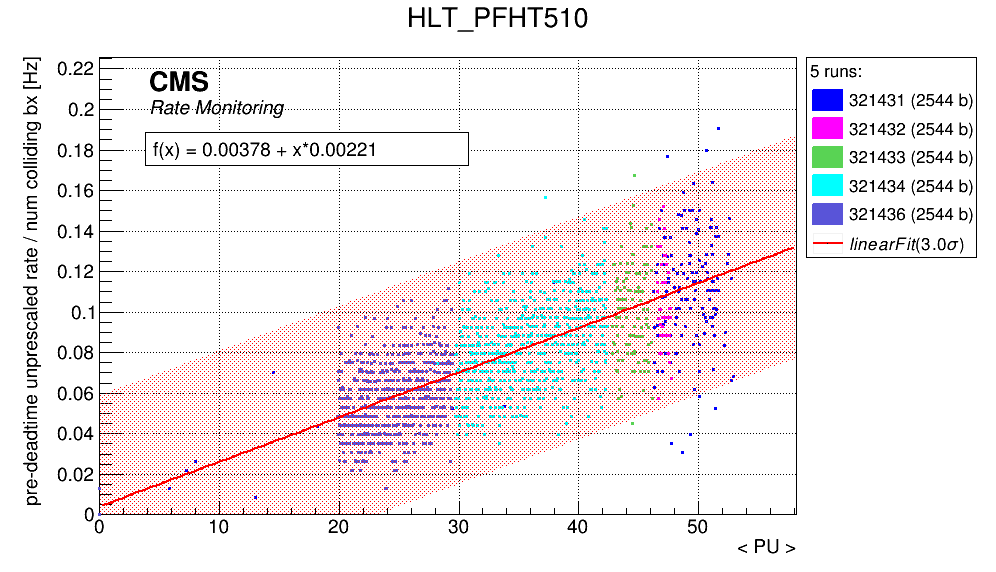 HLT_PFHT510
pre-deadtime unprescaled rate / num colliding bx [Hz]
0.22
0.2
0.18
0.16
0.14
0.12
0.1
0.08
0.06
0.04
0.02
0
CMS
Rate Monitoring
f(x) = 0.00378 + x*0.00221
0 10 20 30 40 50
< PU >
5 runs:
321431 (2544 b)
321432 (2544 b)
321433 (2544 b)
321434 (2544 b)
321436 (2544 b)
linearFit(3.0σ)